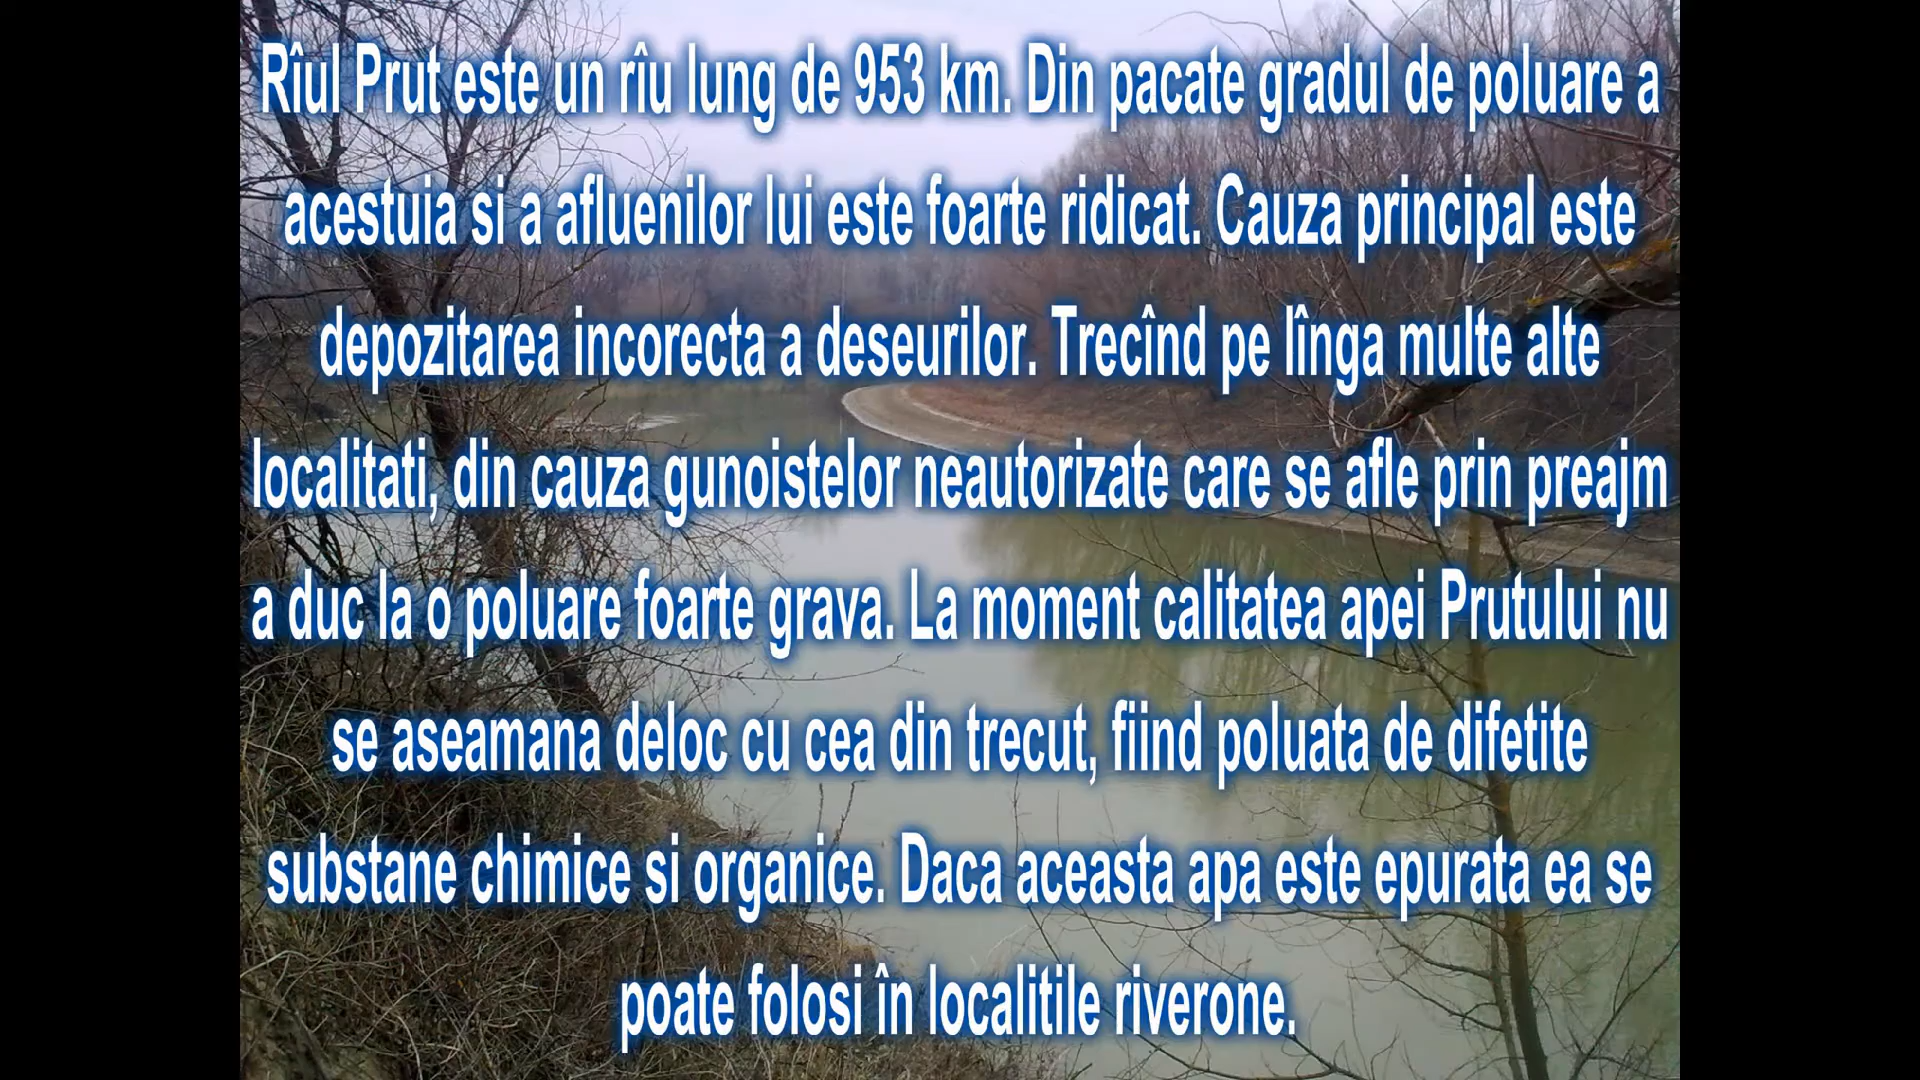 Rîul Prut este un rîu lung de 953 km. Din pacate gradul de poluare a
acestuia si a afluenilor lui este foarte ridicat. Cauza principal este
depozitarea incorecta a deseurilor. Trecînd pe lînga multe alte
localitati, din cauza gunoistelor neautorizate care se afle prin preajm
a duc la o poluare foarte grava. La moment calitatea apei Prutului nu
se aseamana deloc cu cea din trecut, fiind poluata de difetite
substane chimice si organice. Daca aceasta apa este epurata ea se
poate folosi în localitile riverone.